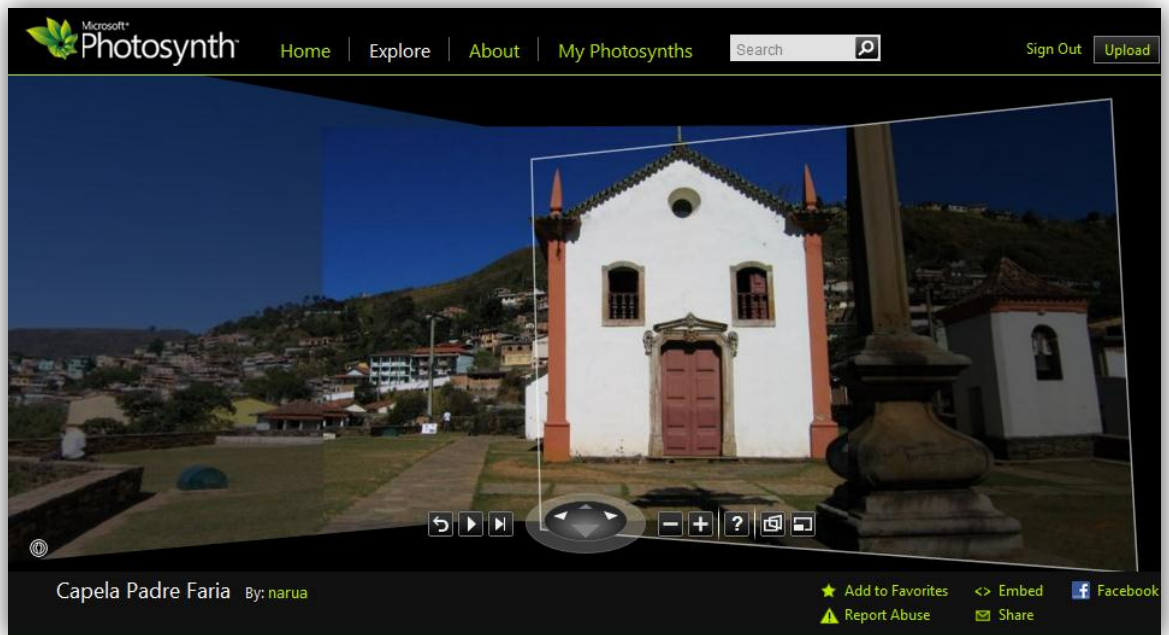 Microsoft®
Photosynth™
Home Explore About My Photosynths Search Sign Out Upload
?
Capela Padre Faria By: narua
Add to Favorites <> Embed Facebook
Report Abuse Share